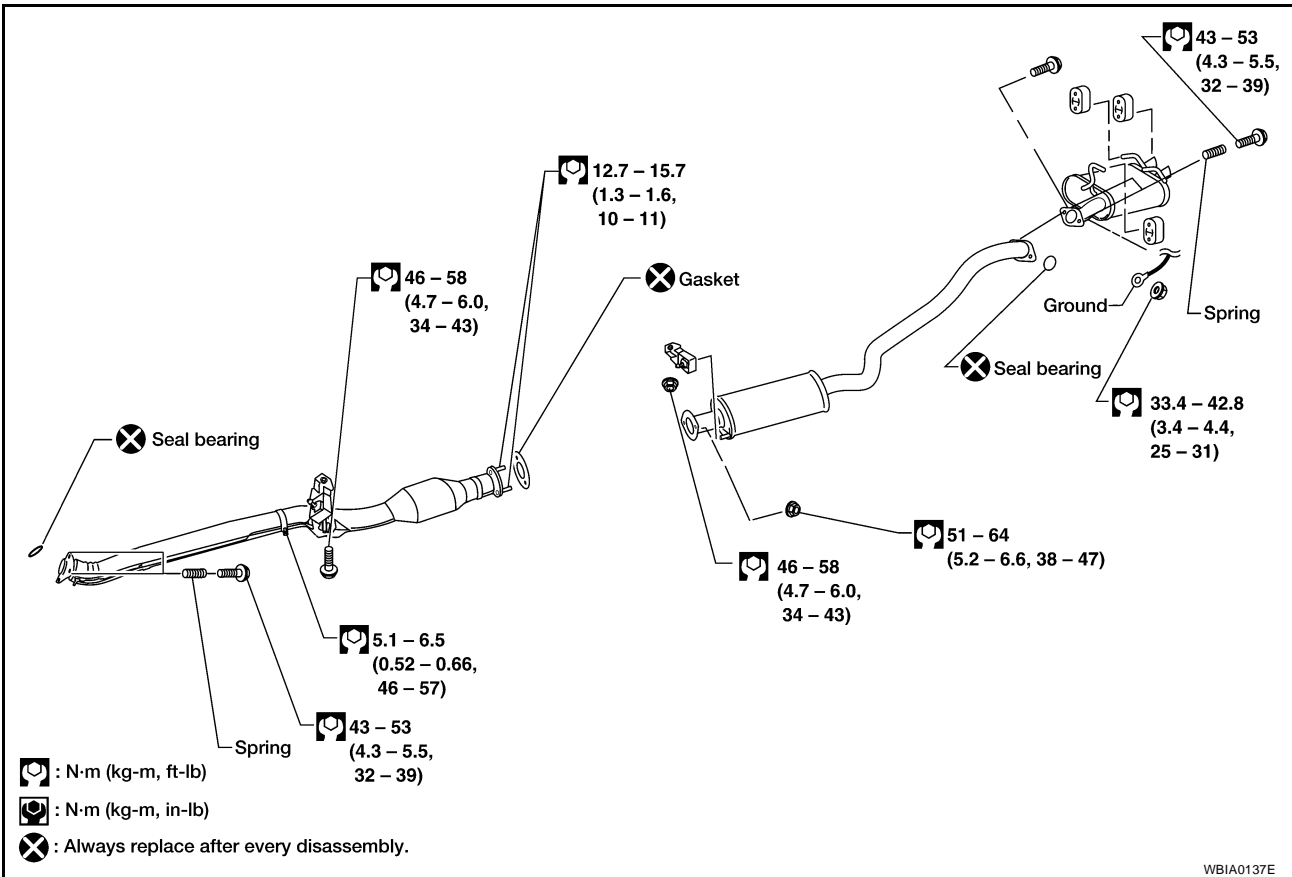 43 – 53
(4.3 – 5.5,
32 – 39)
12.7 – 15.7
(1.3 – 1.6,
10 – 11)
46 – 58
(4.7 – 6.0,
34 – 43)
Gasket
Ground
Spring
Seal bearing
33.4 – 42.8
(3.4 – 4.4,
25 – 31)
Seal bearing
51 – 64
(5.2 – 6.6, 38 – 47)
46 – 58
(4.7 – 6.0,
34 – 43)
5.1 – 6.5
(0.52 – 0.66,
46 – 57)
43 – 53
(4.3 – 5.5,
32 – 39)
Spring
: N·m (kg-m, ft-lb)
: N·m (kg-m, in-lb)
: Always replace after every disassembly.
WBIA0137E